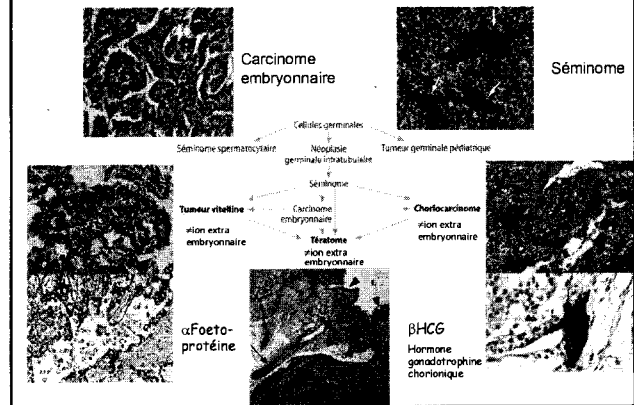 Carcinome
embryonnaire
Séminome
Cellules germinales
Séminome spermatocytaire
Néoplasie
germinale intratubulaire
Tumeur germinale pédiatrique
Séminome
Tumeur vitelline
≠ion extra
embryonnaire
Carcinome
embryonnaire
Choriocarcinome
≠ion extra
embryonnaire
Tératome
≠ion extra
embryonnaire
αFoeto-
protéine
βHCG
Hormone
gonadotrophine
chorionique